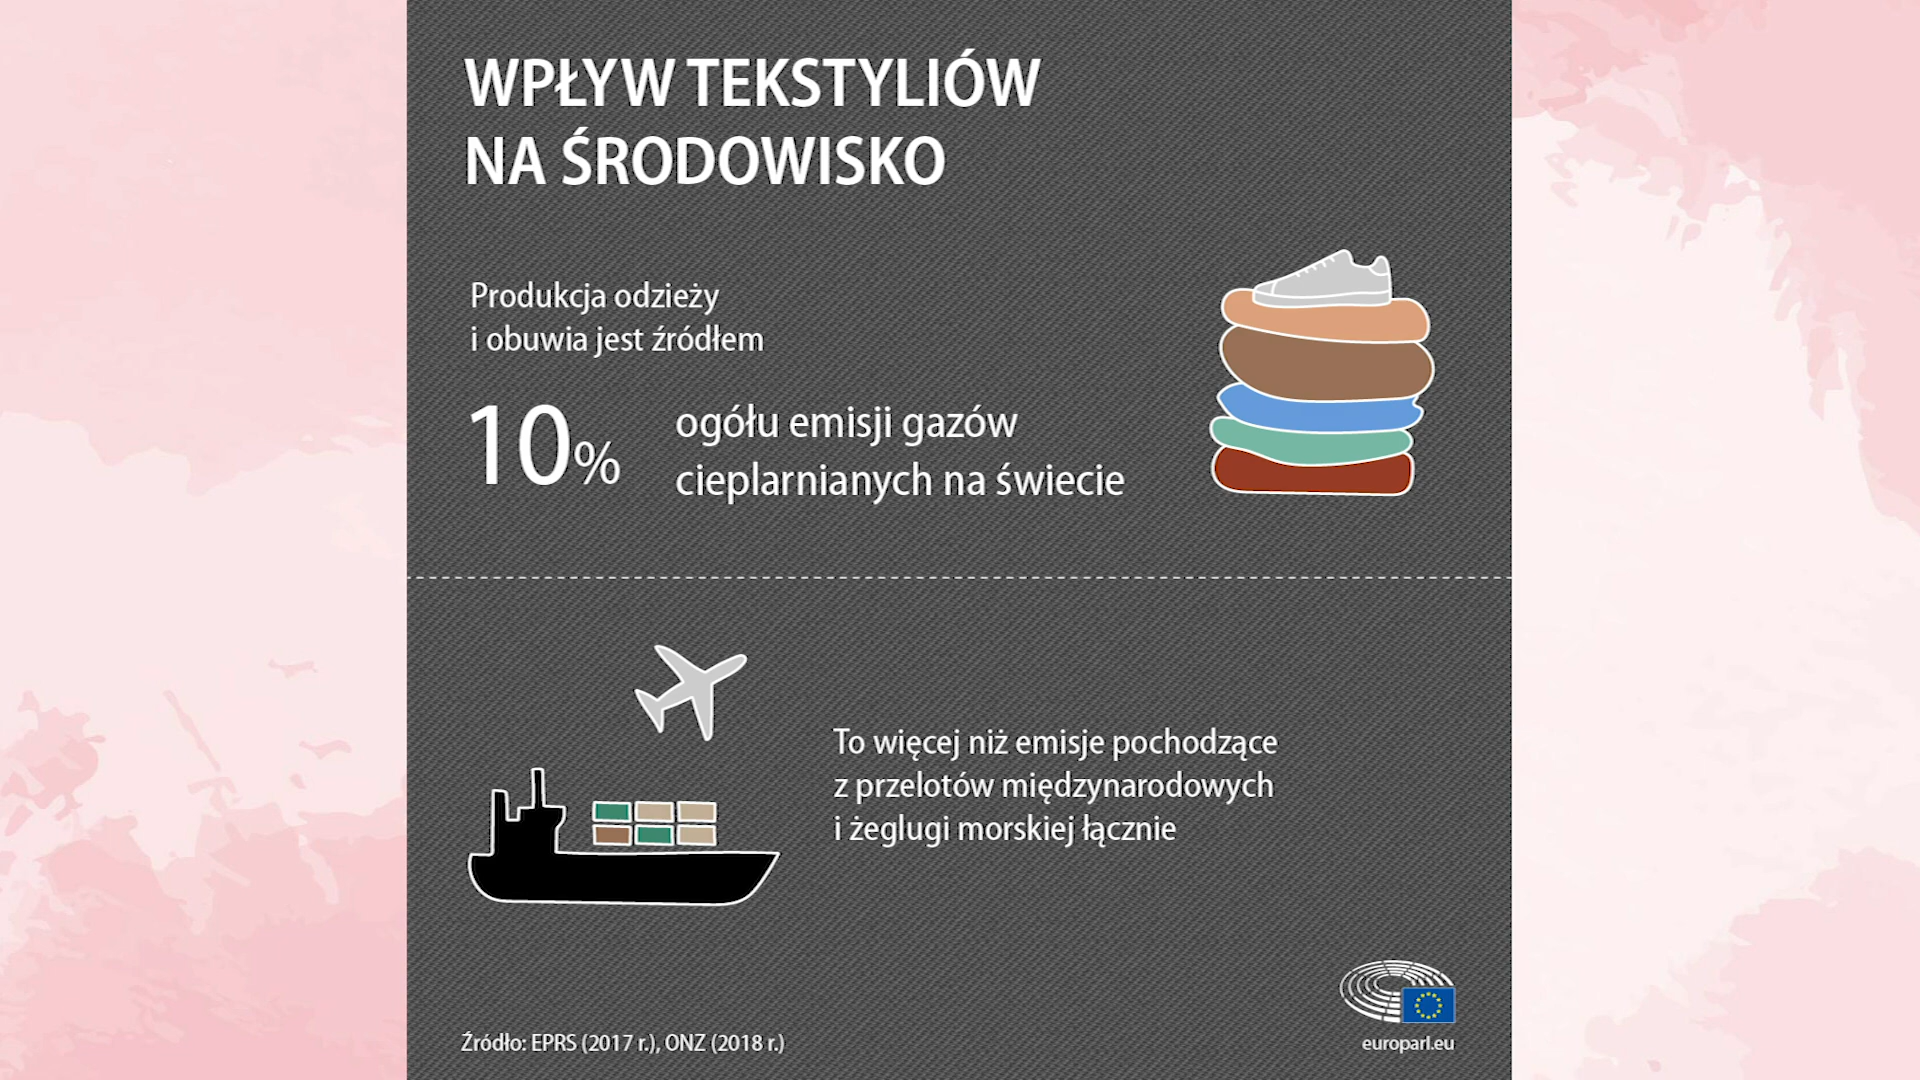 WPŁYW TEKSTYLIÓW
NA ŚRODOWISKO
Produkcja odzieży
i obuwia jest źródłem
10%
ogółu emisji gazów
cieplarnianych na świecie
To więcej niż emisje pochodzące
z przelotów międzynarodowych
i żeglugi morskiej łącznie
Źródło: EPRS (2017 r.), ONZ (2018 r.)
europarl.eu